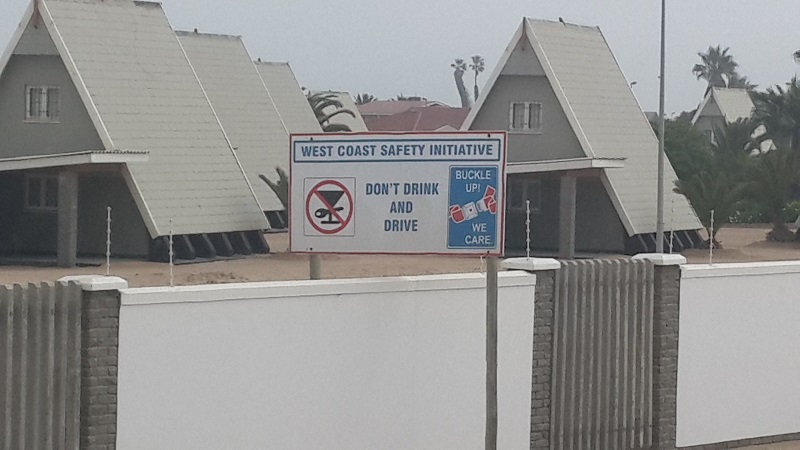 WEST COAST SAFETY INITIATIVE
DON'T DRINK
AND
DRIVE
BUCKLE
UP!
WE
CARE